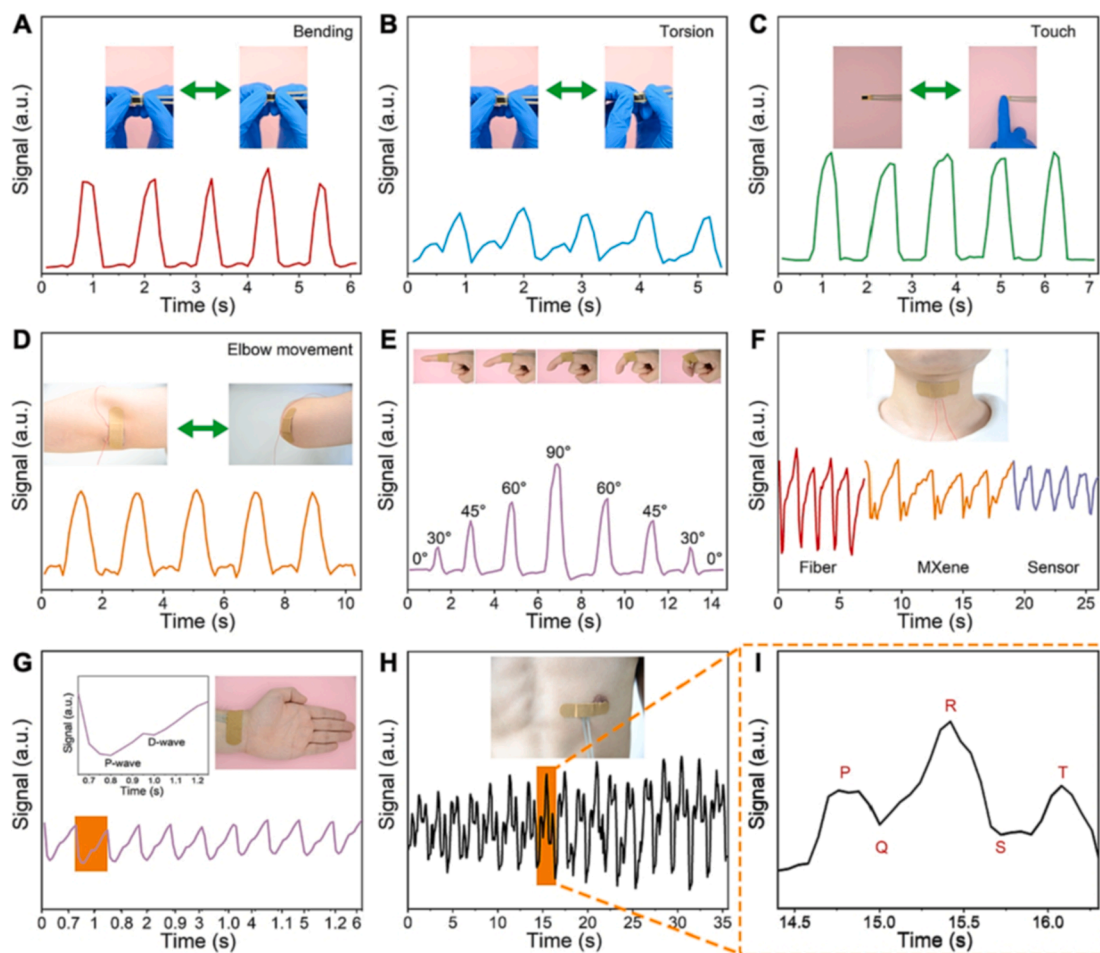 A
Bending
Signal (a.u.)
0 1 2 3 4 5 6
Time (s)
B
Torsion
Signal (a.u.)
0 1 2 3 4 5
Time (s)
C
Touch
Signal (a.u.)
0 1 2 3 4 5 6 7
Time (s)
D
Elbow movement
Signal (a.u.)
0 2 4 6 8 10
Time (s)
E
Signal (a.u.)
0° 30° 45° 60° 90° 60° 45° 30° 0°
0 2 4 6 8 10 12 14
Time (s)
F
Signal (a.u.)
Fiber MXene Sensor
0 5 10 15 20 25
Time (s)
G
Signal (a.u.)
Signal (a.u.)
P-wave
D-wave
0.7 0.8 0.9 1.0 1.1 1.2
Time (s)
0 0.7 1 0.8 2 0.9 3 1.0 4 1.1 5 1.2 6
Time (s)
H
Signal (a.u.)
0 5 10 15 20 25 30 35
Time (s)
I
Signal (a.u.)
P
Q
R
S
T
14.5 15.0 15.5 16.0
Time (s)